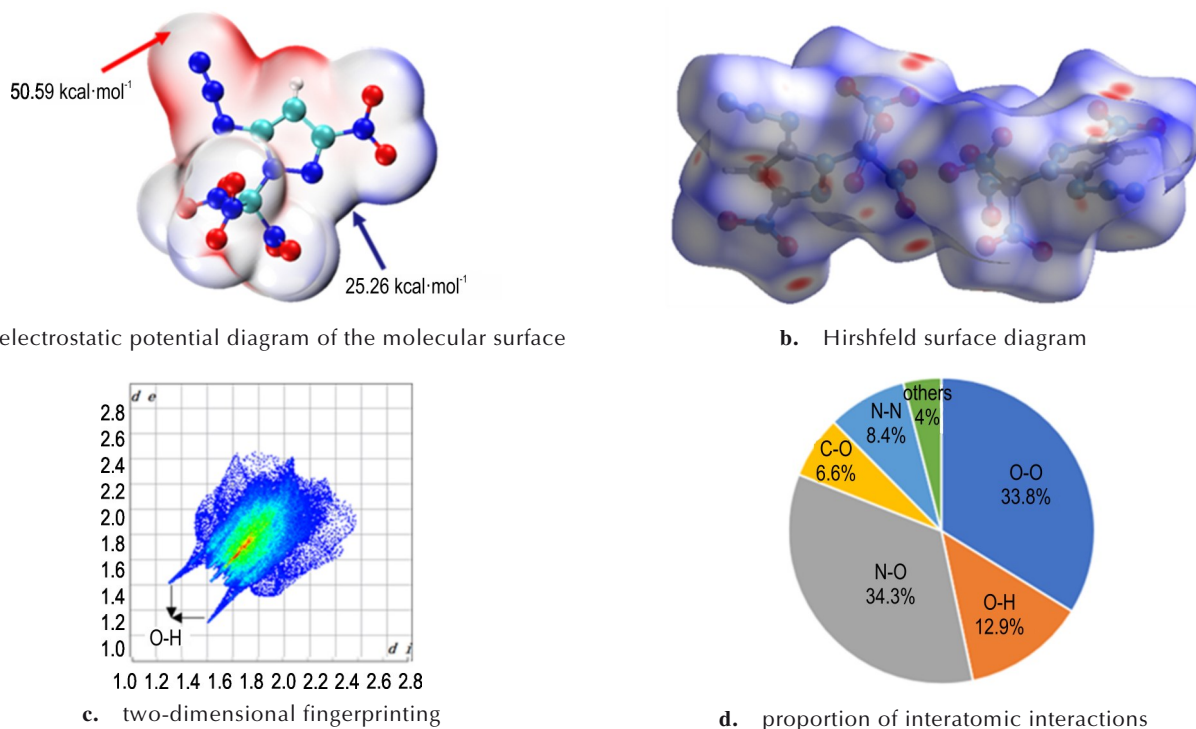 50.59 kcal·mol⁻¹
25.26 kcal·mol⁻¹
electrostatic potential diagram of the molecular surface
b. Hirshfeld surface diagram
d e
2.8
2.6
2.4
2.2
2.0
1.8
1.6
1.4
1.2
1.0
O-H
d i
1.0 1.2 1.4 1.6 1.8 2.0 2.2 2.4 2.6 2.8
c. two-dimensional fingerprinting
others
4%
N-N
8.4%
C-O
6.6%
O-O
33.8%
N-O
34.3%
O-H
12.9%
d. proportion of interatomic interactions